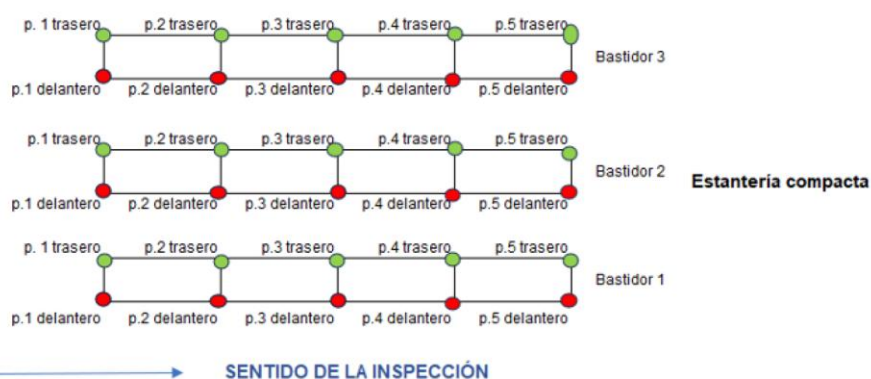 p. 1 trasero p.2 trasero p.3 trasero p.4 trasero p.5 trasero
Bastidor 3
p.1 delantero p.2 delantero p.3 delantero p.4 delantero p.5 delantero
p.1 trasero p.2 trasero p.3 trasero p.4 trasero p.5 trasero
Bastidor 2
Estantería compacta
p.1 delantero p.2 delantero p.3 delantero p.4 delantero p.5 delantero
p. 1 trasero p.2 trasero p.3 trasero p.4 trasero p.5 trasero
Bastidor 1
p.1 delantero p.2 delantero p.3 delantero p.4 delantero p.5 delantero
SENTIDO DE LA INSPECCIÓN